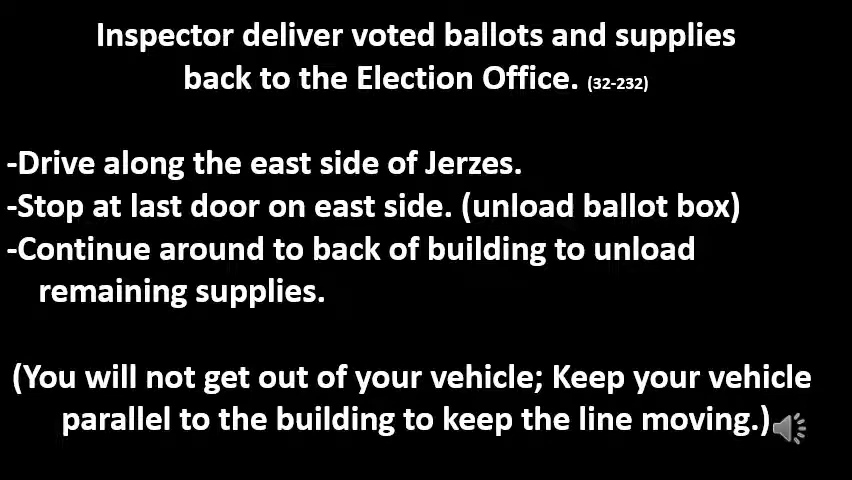 Inspector deliver voted ballots and supplies
back to the Election Office. (32-232)
-Drive along the east side of Jerzes.
-Stop at last door on east side. (unload ballot box)
-Continue around to back of building to unload
remaining supplies.
(You will not get out of your vehicle; Keep your vehicle
parallel to the building to keep the line moving.)